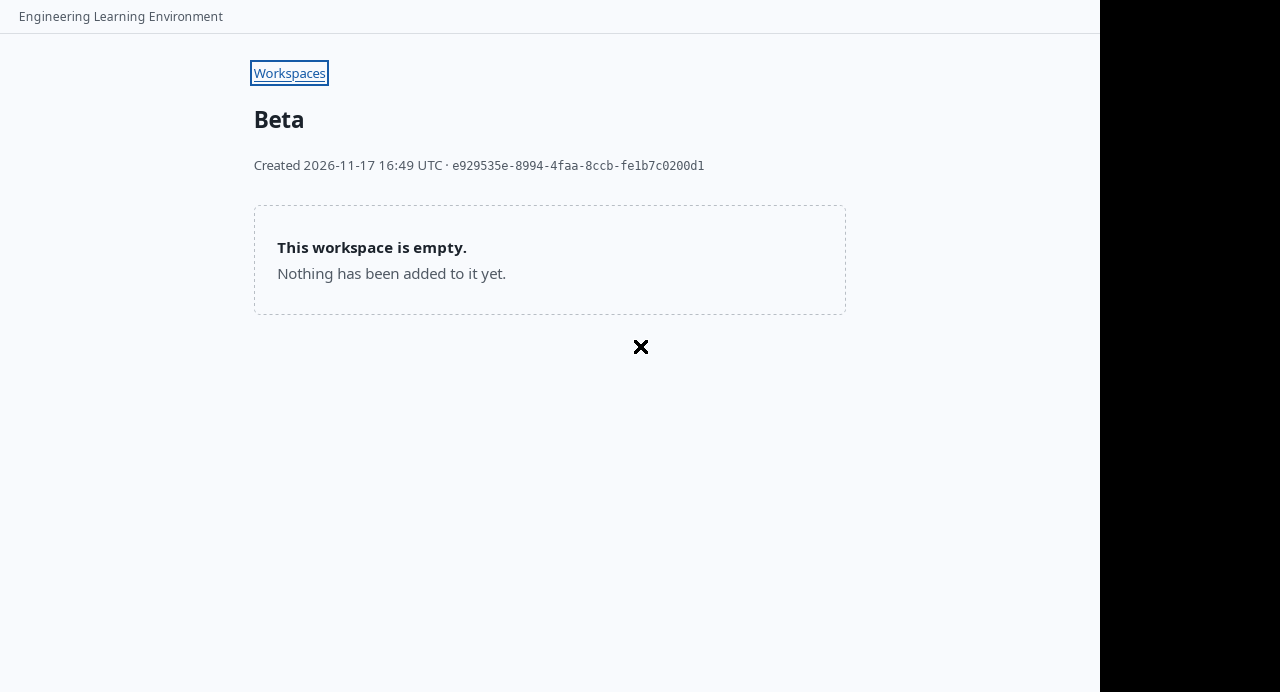 Engineering Learning Environment
Workspaces
Beta
Created 2026-11-17 16:49 UTC · e929535e-8994-4faa-8ccb-fe1b7c0200d1
This workspace is empty.
Nothing has been added to it yet.